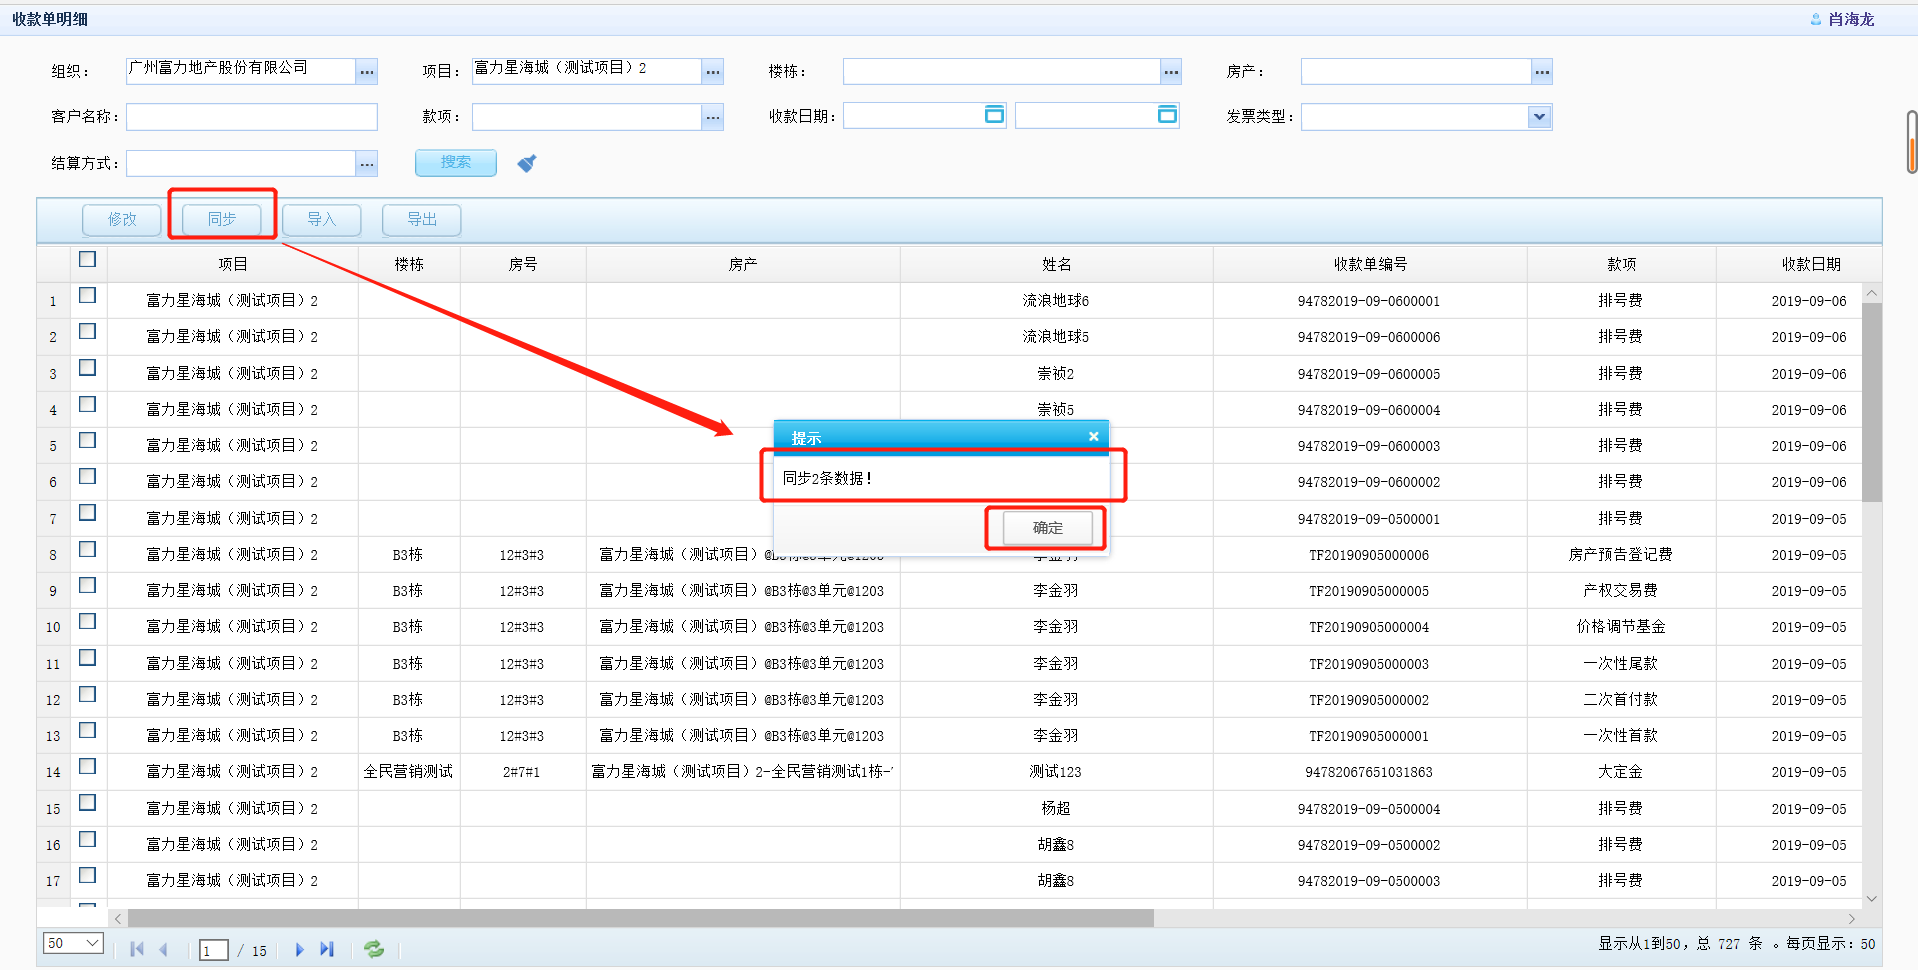 收款单明细
肖海龙
组织： 广州富力地产股份有限公司 项目： 富力星海城（测试项目）2 楼栋： 房产：
客户名称： 款项： 收款日期： 发票类型：
结算方式： 搜索
修改 同步 导入 导出
项目 楼栋 房号 房产 姓名 收款单编号 款项 收款日期
1 富力星海城（测试项目）2 流浪地球6 94782019-09-0600001 排号费 2019-09-06
2 富力星海城（测试项目）2 流浪地球5 94782019-09-0600006 排号费 2019-09-06
3 富力星海城（测试项目）2 崇祯2 94782019-09-0600005 排号费 2019-09-06
4 富力星海城（测试项目）2 崇祯5 94782019-09-0600004 排号费 2019-09-06
5 富力星海城（测试项目）2 94782019-09-0600003 排号费 2019-09-06
6 富力星海城（测试项目）2 94782019-09-0600002 排号费 2019-09-06
7 富力星海城（测试项目）2 94782019-09-0500001 排号费 2019-09-05
提示
同步2条数据！
确定
8 富力星海城（测试项目）2 B3栋 12#3#3 富力星海城（测试项目）@B3栋@3单元@1203 李金羽 TF20190905000006 房产预告登记费 2019-09-05
9 富力星海城（测试项目）2 B3栋 12#3#3 富力星海城（测试项目）@B3栋@3单元@1203 李金羽 TF20190905000005 产权交易费 2019-09-05
10 富力星海城（测试项目）2 B3栋 12#3#3 富力星海城（测试项目）@B3栋@3单元@1203 李金羽 TF20190905000004 价格调节基金 2019-09-05
11 富力星海城（测试项目）2 B3栋 12#3#3 富力星海城（测试项目）@B3栋@3单元@1203 李金羽 TF20190905000003 一次性尾款 2019-09-05
12 富力星海城（测试项目）2 B3栋 12#3#3 富力星海城（测试项目）@B3栋@3单元@1203 李金羽 TF20190905000002 二次首付款 2019-09-05
13 富力星海城（测试项目）2 B3栋 12#3#3 富力星海城（测试项目）@B3栋@3单元@1203 李金羽 TF20190905000001 一次性首款 2019-09-05
14 富力星海城（测试项目）2 全民营销测试 2#7#1 富力星海城（测试项目）2-全民营销测试1栋- 测试123 94782067651031863 大定金 2019-09-05
15 富力星海城（测试项目）2 杨超 94782019-09-0500004 排号费 2019-09-05
16 富力星海城（测试项目）2 胡鑫8 94782019-09-0500002 排号费 2019-09-05
17 富力星海城（测试项目）2 胡鑫8 94782019-09-0500003 排号费 2019-09-05
50 1 / 15 显示从1到50，总 727 条 。每页显示：50